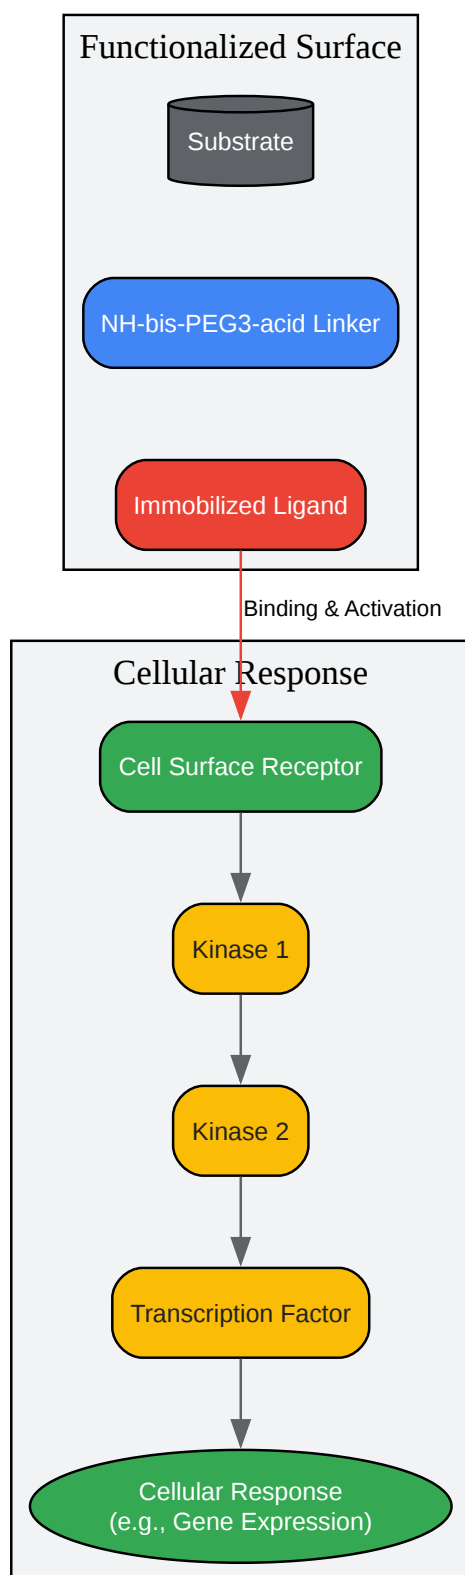 Functionalized Surface
Substrate
NH-bis-PEG3-acid Linker
Immobilized Ligand
Binding & Activation
Cellular Response
Cell Surface Receptor
Kinase 1
Kinase 2
Transcription Factor
Cellular Response
(e.g., Gene Expression)